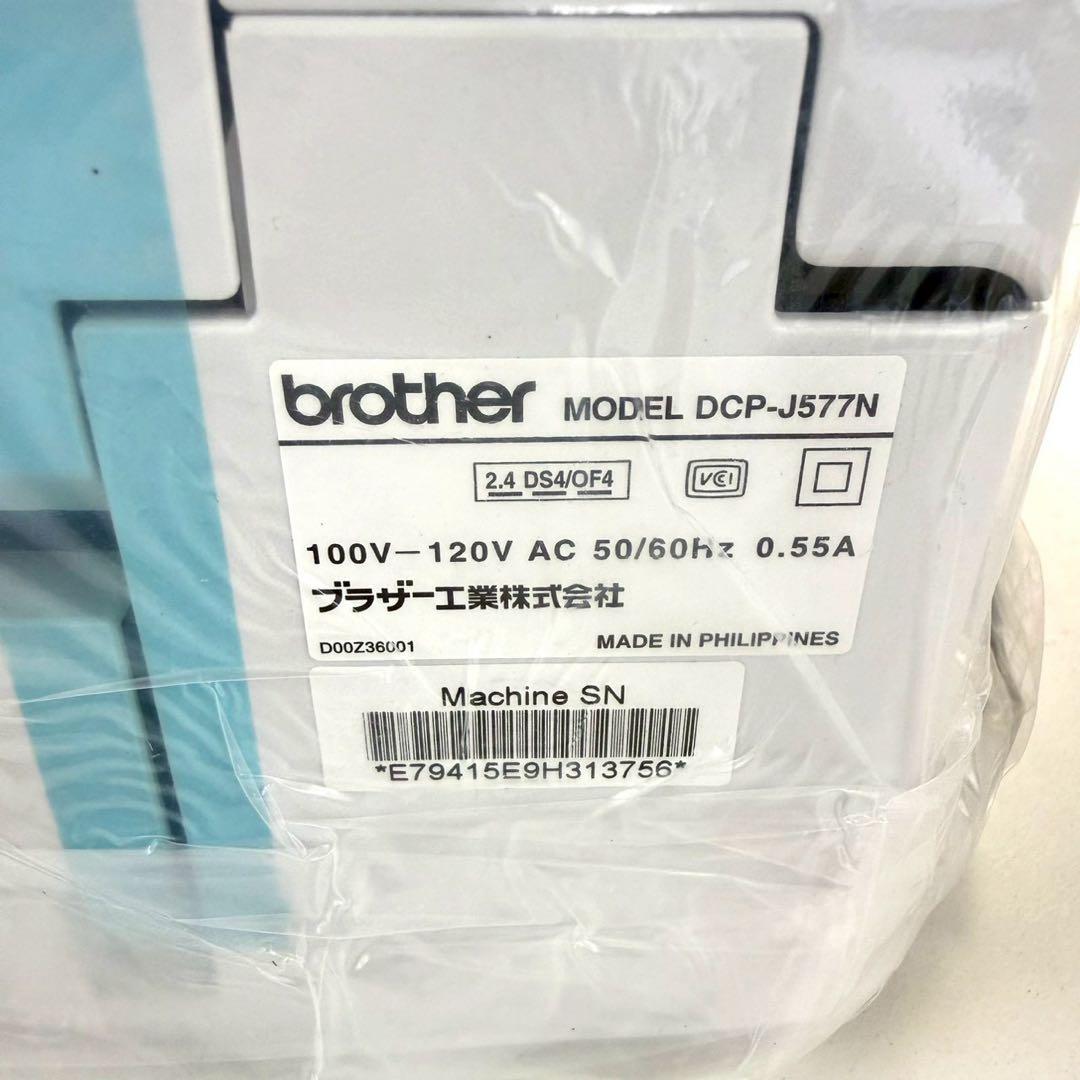 brother MODEL DCP-J577N
2.4 DS4/OF4 VCI
100V－120V AC 50/60Hz 0.55A
ブラザー工業株式会社
D00Z36001 MADE IN PHILIPPINES
Machine SN
*E79415E9H313756*